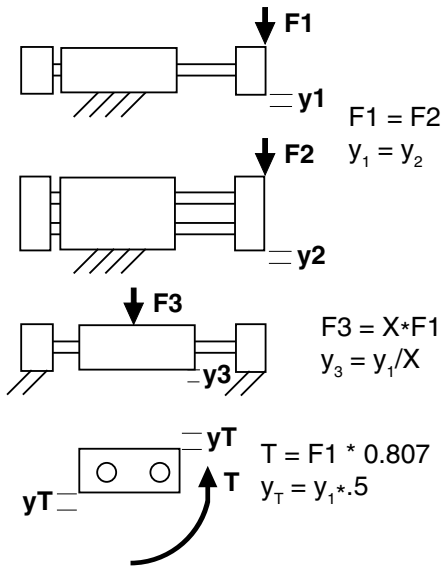 F1
y1
F1 = F2
y₁ = y₂
F2
y2
F3
F3 = X*F1
y₃ = y₁/X
y3
yT
T = F1 * 0.807
yT
T
y_T = y₁*.5